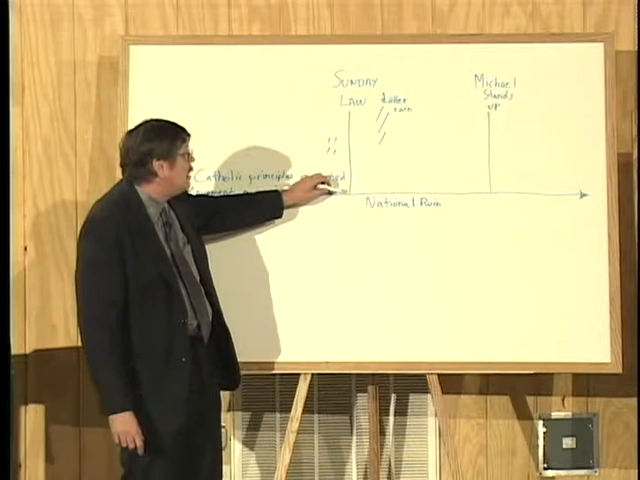 SUNDAY
LAW
Latter
rain
Michael
Stands
up
Catholic principles
National Ruin